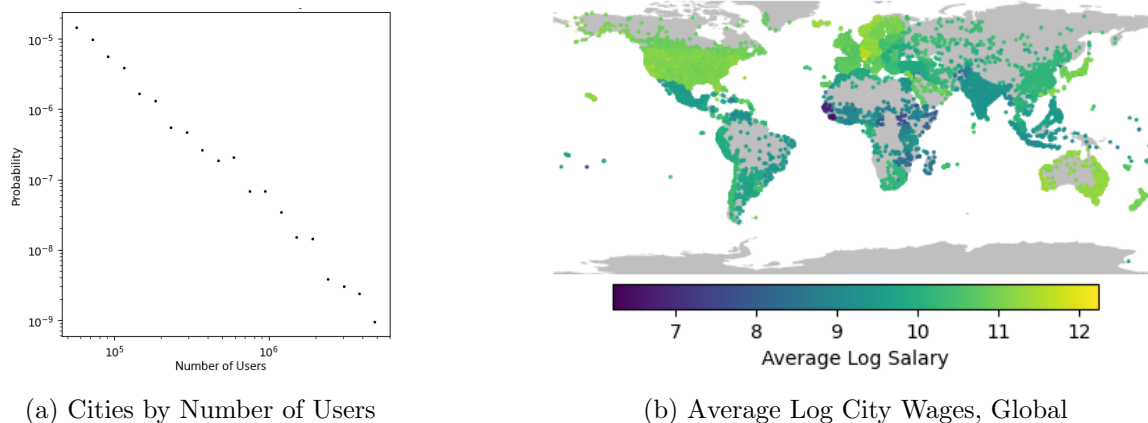 10⁻⁵
10⁻⁶
10⁻⁷
10⁻⁸
10⁻⁹
Probability
10⁵
10⁶
Number of Users
7
8
9
10
11
12
Average Log Salary
(a) Cities by Number of Users
(b) Average Log City Wages, Global